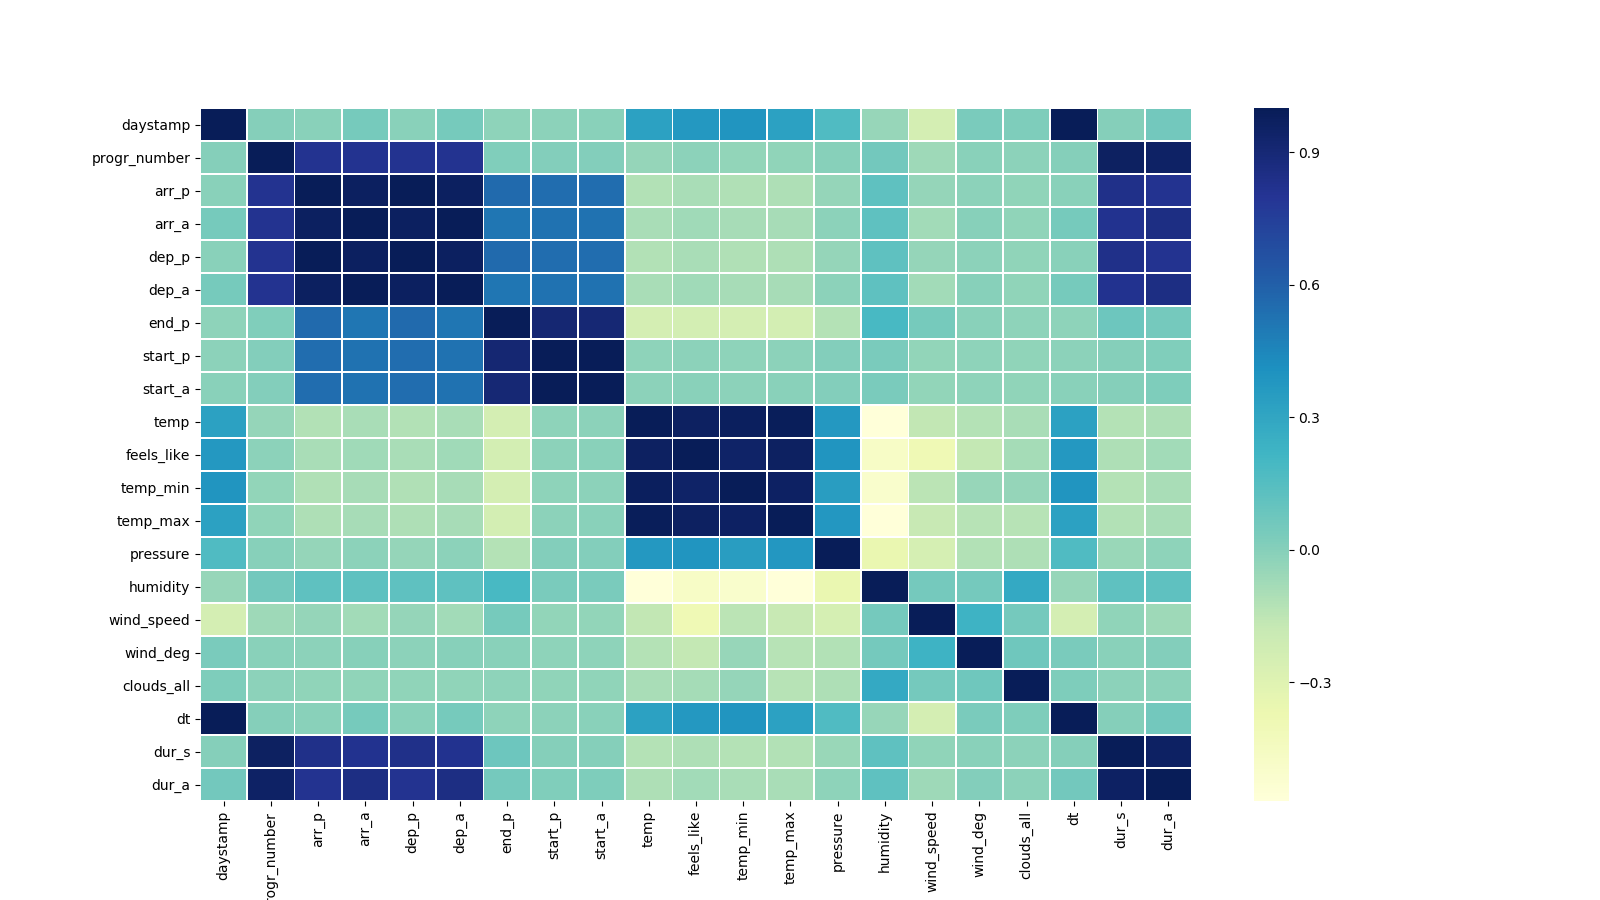 daystamp
progr_number
arr_p
arr_a
dep_p
dep_a
end_p
start_p
start_a
temp
feels_like
temp_min
temp_max
pressure
humidity
wind_speed
wind_deg
clouds_all
dt
dur_s
dur_a
daystamp
rogr_number
arr_p
arr_a
dep_p
dep_a
end_p
start_p
start_a
temp
feels_like
temp_min
temp_max
pressure
humidity
wind_speed
wind_deg
clouds_all
dt
dur_s
dur_a
0.9
0.6
0.3
0.0
−0.3